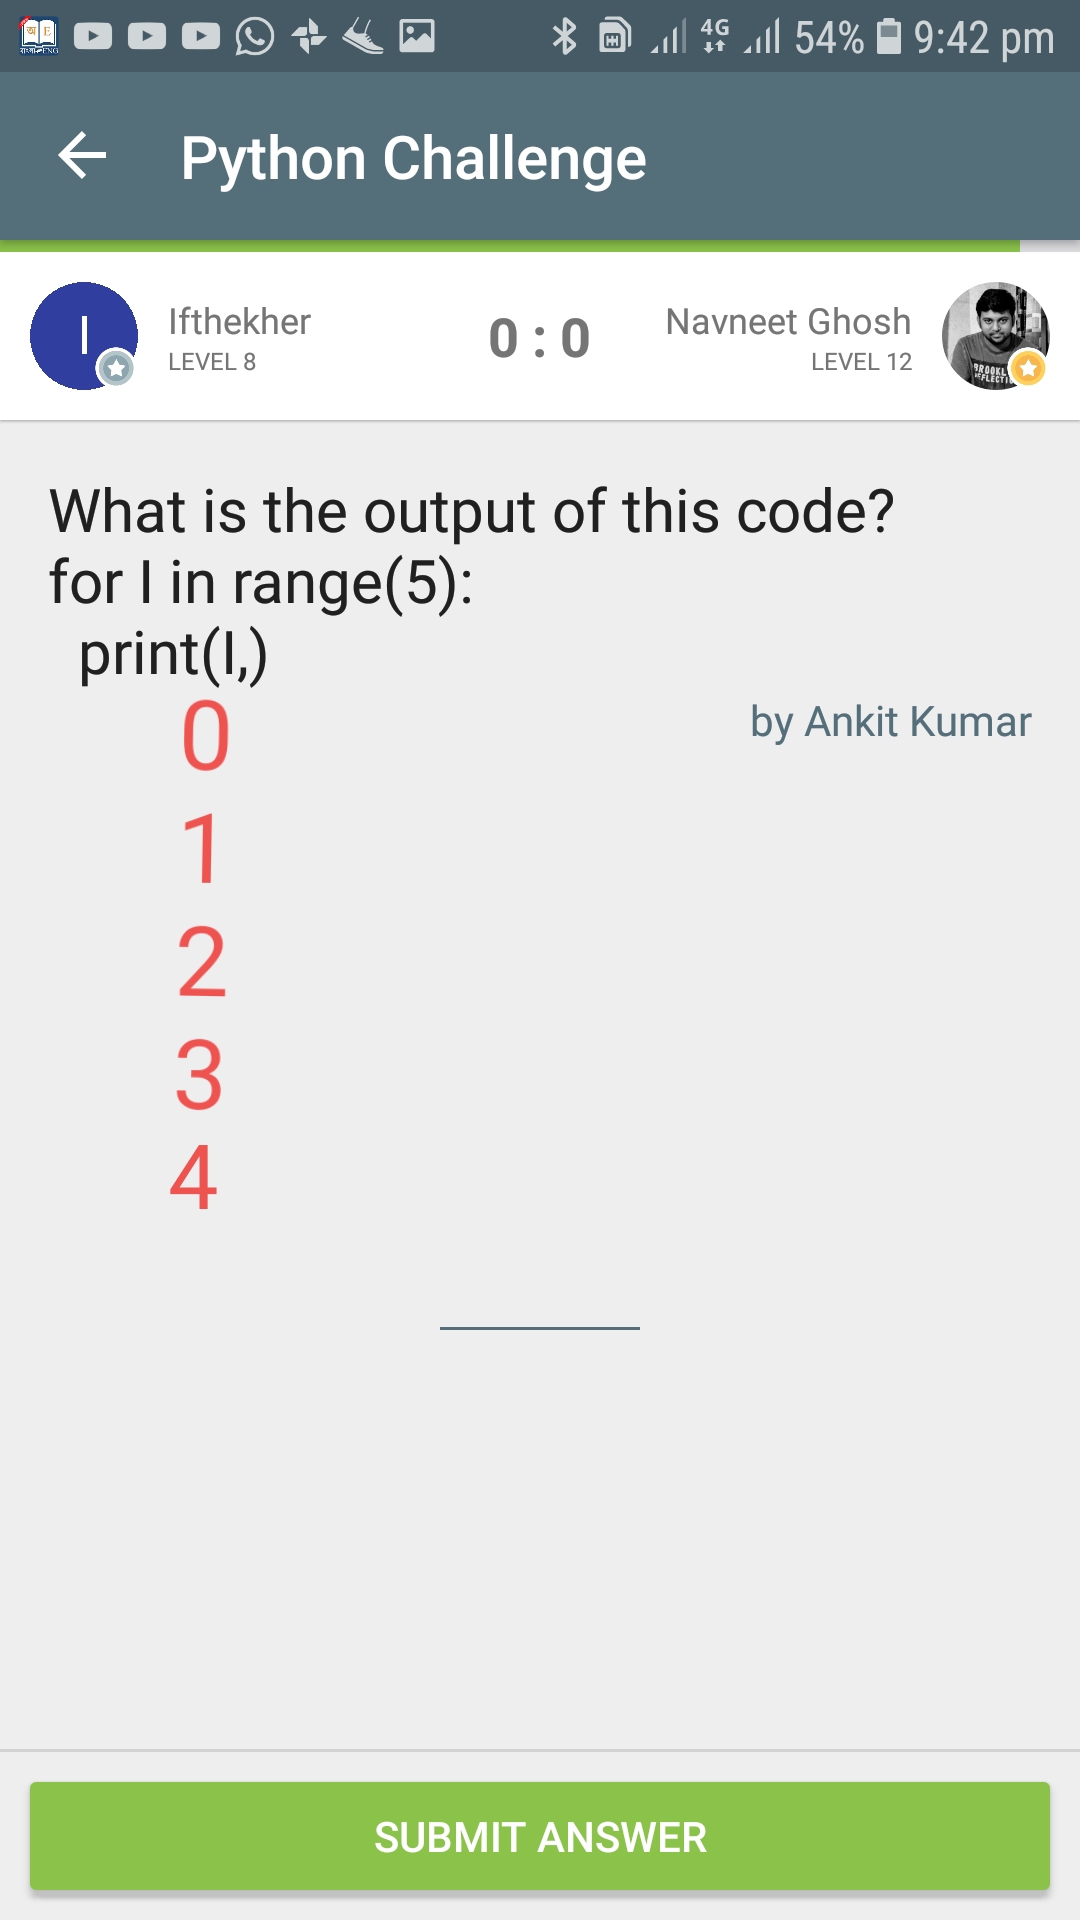 4G 54% 9:42 pm
Python Challenge
I
Ifthekher
LEVEL 8
0 : 0
Navneet Ghosh
LEVEL 12
What is the output of this code?
for I in range(5):
print(I,)
by Ankit Kumar
0
1
2
3
4
SUBMIT ANSWER